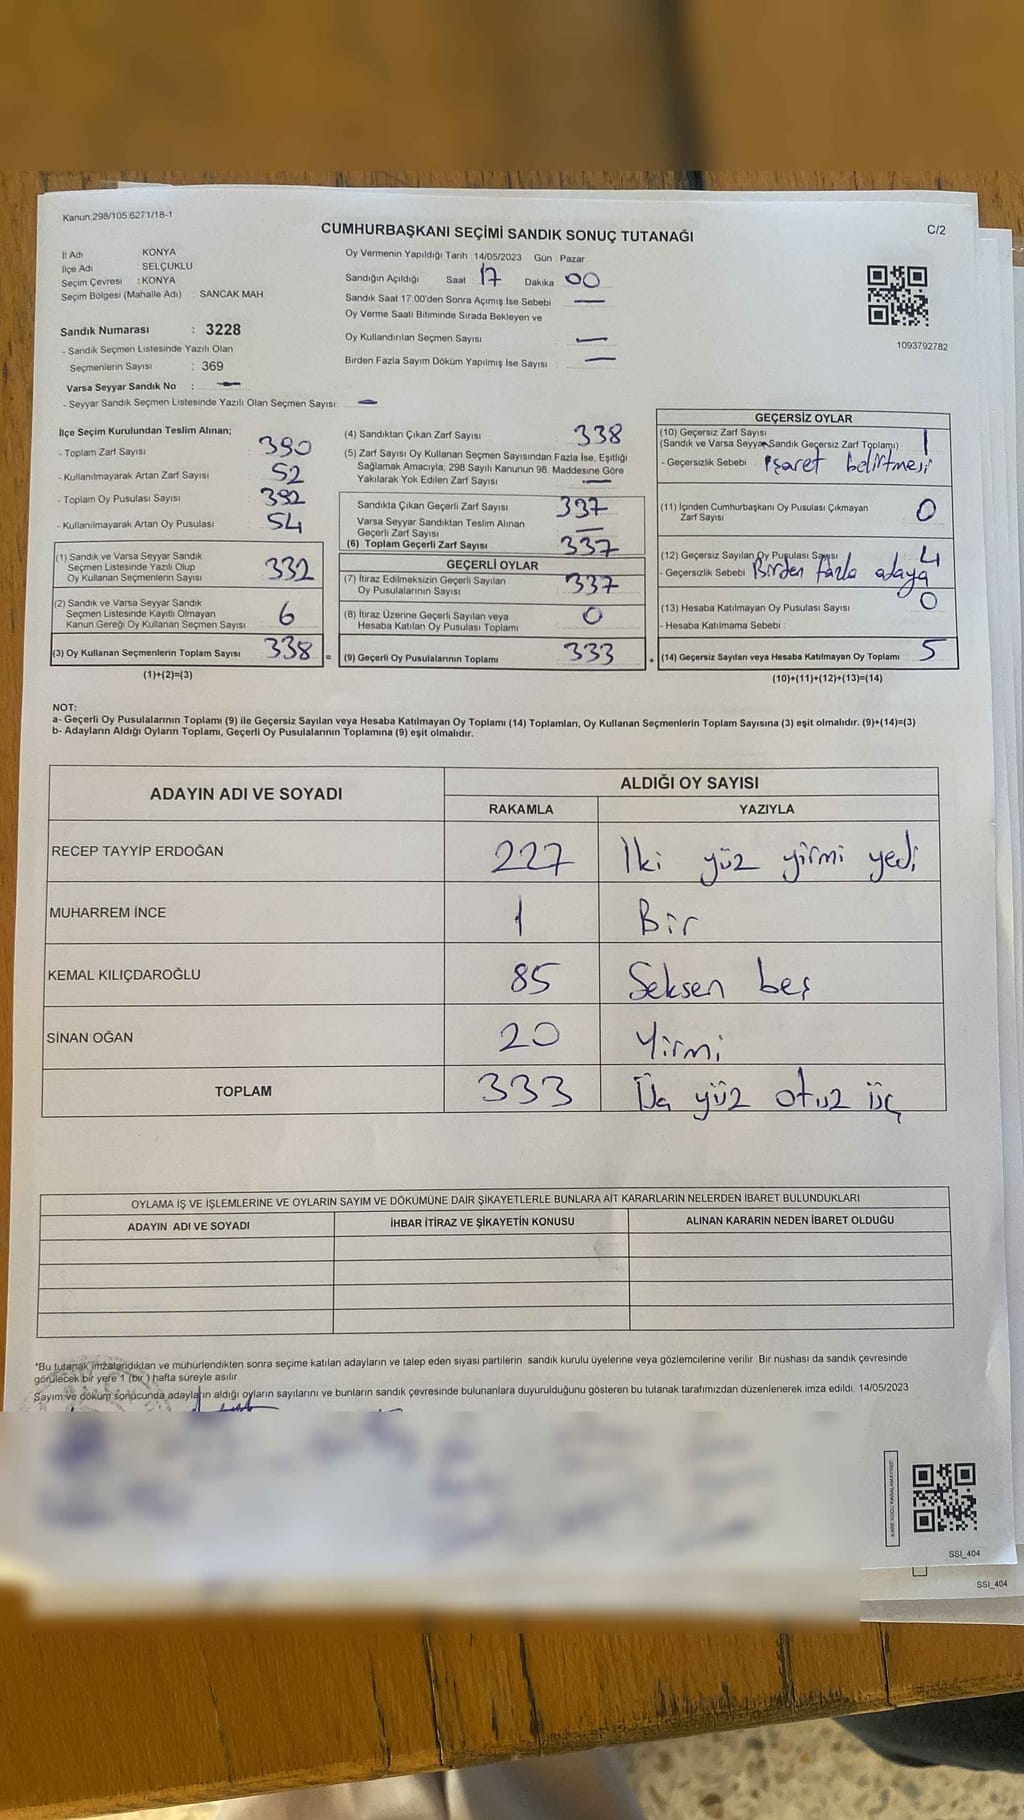 Kanun:298/105 6271/18-1
C/2
CUMHURBAŞKANI SEÇİMİ SANDIK SONUÇ TUTANAĞI
İl Adı : KONYA
İlçe Adı : SELÇUKLU
Seçim Çevresi : KONYA
Seçim Bölgesi (Mahalle Adı) : SANCAK MAH
Sandık Numarası : 3228
- Sandık Seçmen Listesinde Yazılı Olan
Seçmenlerin Sayısı : 369
Varsa Seyyar Sandık No : —
- Seyyar Sandık Seçmen Listesinde Yazılı Olan Seçmen Sayısı: —
Oy Vermenin Yapıldığı Tarih : 14/05/2023 Gün : Pazar
Sandığın Açıldığı Saat 17 Dakika 00
Sandık Saat 17.00'den Sonra Açımış İse Sebebi —
Oy Verme Saati Bitiminde Sırada Bekleyen ve
Oy Kullandırılan Seçmen Sayısı —
Birden Fazla Sayım Döküm Yapılmış İse Sayısı : —
1093792782
İlçe Seçim Kurulundan Teslim Alınan;
- Toplam Zarf Sayısı 390
- Kullanılmayarak Artan Zarf Sayısı 52
- Toplam Oy Pusulası Sayısı 392
- Kullanılmayarak Artan Oy Pusulası 54
(1) Sandık ve Varsa Seyyar Sandık
Seçmen Listesinde Yazılı Olup
Oy Kullanan Seçmenlerin Sayısı 332
(2) Sandık ve Varsa Seyyar Sandık
Seçmen Listesinde Kayıtlı Olmayan
Kanun Gereği Oy Kullanan Seçmen Sayısı 6
(3) Oy Kullanan Seçmenlerin Toplam Sayısı 338 =
(1)+(2)=(3)
(4) Sandıktan Çıkan Zarf Sayısı 338
(5) Zarf Sayısı Oy Kullanan Seçmen Sayısından Fazla İse, Eşitliği
Sağlamak Amacıyla; 298 Sayılı Kanunun 98. Maddesine Göre
Yakılarak Yok Edilen Zarf Sayısı —
Sandıkta Çıkan Geçerli Zarf Sayısı 337
Varsa Seyyar Sandıktan Teslim Alınan
Geçerli Zarf Sayısı —
(6) Toplam Geçerli Zarf Sayısı 337
GEÇERLİ OYLAR
(7) İtiraz Edilmeksizin Geçerli Sayılan
Oy Pusulalarının Sayısı 337
(8) İtiraz Üzerine Geçerli Sayılan veya
Hesaba Katılan Oy Pusulası Toplamı 0
(9) Geçerli Oy Pusulalarının Toplamı 333 +
GEÇERSİZ OYLAR
(10) Geçersiz Zarf Sayısı
(Sandık ve Varsa Seyyar Sandık Geçersiz Zarf Toplamı) 1
- Geçersizlik Sebebi : işaret belirtmesi
(11) İçinden Cumhurbaşkanı Oy Pusulası Çıkmayan
Zarf Sayısı 0
(12) Geçersiz Sayılan Oy Pusulası Sayısı 4
- Geçersizlik Sebebi Birden fazla adaya
(13) Hesaba Katılmayan Oy Pusulası Sayısı 0
- Hesaba Katılmama Sebebi :
(14) Geçersiz Sayılan veya Hesaba Katılmayan Oy Toplamı 5
(10)+(11)+(12)+(13)=(14)
NOT:
a- Geçerli Oy Pusulalarının Toplamı (9) ile Geçersiz Sayılan veya Hesaba Katılmayan Oy Toplamı (14) Toplamları, Oy Kullanan Seçmenlerin Toplam Sayısına (3) eşit olmalıdır. (9)+(14)=(3)
b- Adayların Aldığı Oyların Toplamı, Geçerli Oy Pusulalarının Toplamına (9) eşit olmalıdır.
ADAYIN ADI VE SOYADI ALDIĞI OY SAYISI
RAKAMLA YAZIYLA
RECEP TAYYİP ERDOĞAN 227 İki yüz yirmi yedi
MUHARREM İNCE 1 Bir
KEMAL KILIÇDAROĞLU 85 Seksen beş
SİNAN OĞAN 20 Yirmi
TOPLAM 333 Üç yüz otuz üç
OYLAMA İŞ VE İŞLEMLERİNE VE OYLARIN SAYIM VE DÖKÜMÜNE DAİR ŞİKAYETLERLE BUNLARA AİT KARARLARIN NELERDEN İBARET BULUNDUKLARI
ADAYIN ADI VE SOYADI İHBAR İTİRAZ VE ŞİKAYETİN KONUSU ALINAN KARARIN NEDEN İBARET OLDUĞU
*Bu tutanak imzalandıktan ve mühürlendikten sonra seçime katılan adayların ve talep eden siyasi partilerin sandık kurulu üyelerine veya gözlemcilerine verilir. Bir nüshası da sandık çevresinde
görülecek bir yere 1 (bir ) hafta süreyle asılır
Sayım ve döküm sonucunda adayların aldığı oyların sayılarını ve bunların sandık çevresinde bulunanlara duyurulduğunu gösteren bu tutanak tarafımızdan düzenlenerek imza edildi. 14/05/2023
KARE KODU KARALAMAYINIZ!
SSI_404
SSI_404